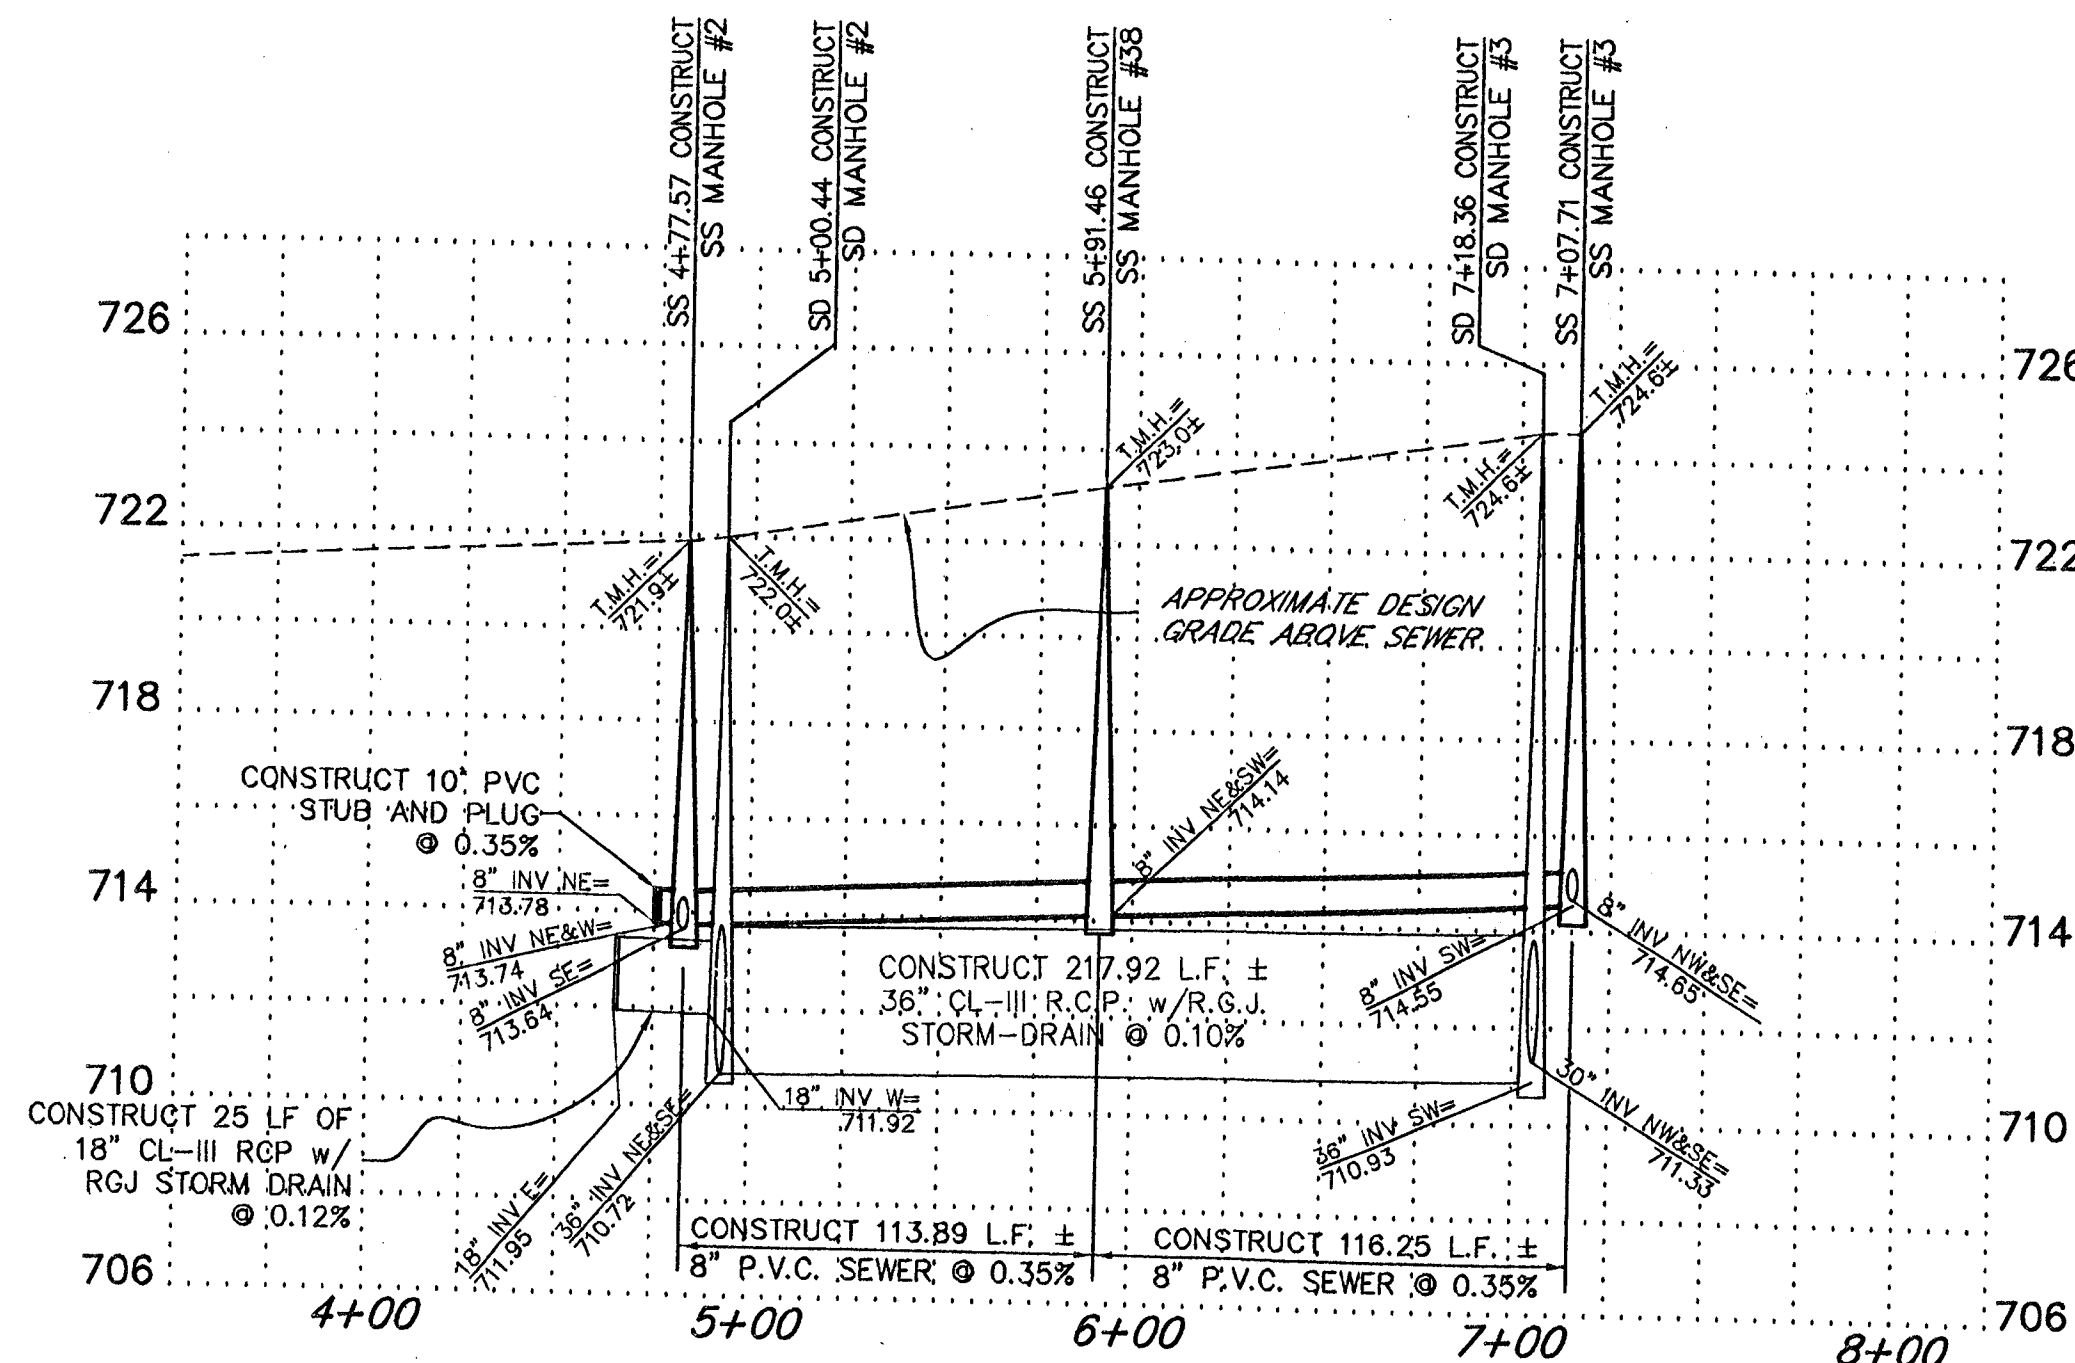 SS 4+77.57 CONSTRUCT
SS MANHOLE #2
SD 5+00.44 CONSTRUCT
SD MANHOLE #2
SS 5+91.46 CONSTRUCT
SS MANHOLE #38
SD 7+18.36 CONSTRUCT
SD MANHOLE #3
SS 7+07.71 CONSTRUCT
SS MANHOLE #3
726
726
T.M.H.=
724.6±
T.M.H.=
723.0±
T.M.H.=
724.6±
722
722
T.M.H.=
721.9±
T.M.H.=
722.0±
APPROXIMATE DESIGN
GRADE ABOVE SEWER.
718
718
CONSTRUCT 10" PVC
STUB AND PLUG
@ 0.35%
8" INV NE&SW=
714.14
714
714
8" INV NE=
713.78
8" INV NE&W=
713.74
8" INV SE=
713.64
8" INV SW=
714.55
8" INV NW&SE=
714.65
CONSTRUCT 217.92 L.F. ±
36" CL-III R.C.P. w/R.G.J.
STORM-DRAIN @ 0.10%
710
710
CONSTRUCT 25 LF OF
18" CL-III RCP w/
RGJ STORM DRAIN
@ 0.12%
18" INV E=
711.95
36" INV NE&SE=
710.72
18" INV W=
711.92
36" INV SW=
710.93
30" INV NW&SE=
711.33
CONSTRUCT 113.89 L.F. ±
8" P.V.C. SEWER @ 0.35%
CONSTRUCT 116.25 L.F. ±
8" P.V.C. SEWER @ 0.35%
706
706
4+00
5+00
6+00
7+00
8+00